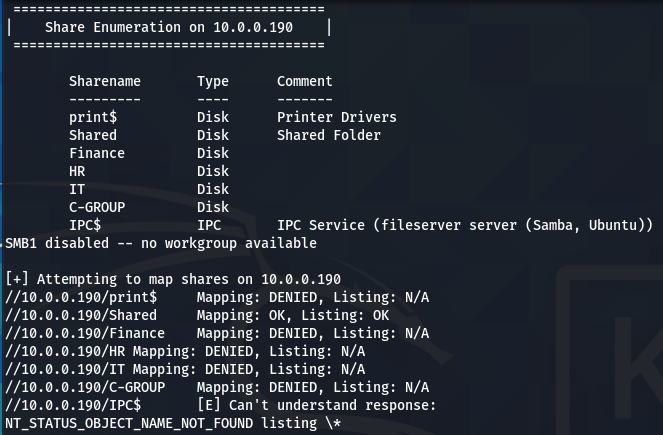 =======================================
|    Share Enumeration on 10.0.0.190    |
=======================================
Sharename       Type      Comment
---------       ----      -------
print$          Disk      Printer Drivers
Shared          Disk      Shared Folder
Finance         Disk
HR              Disk
IT              Disk
C-GROUP         Disk
IPC$            IPC       IPC Service (fileserver server (Samba, Ubuntu))
SMB1 disabled -- no workgroup available
[+] Attempting to map shares on 10.0.0.190
//10.0.0.190/print$     Mapping: DENIED, Listing: N/A
//10.0.0.190/Shared     Mapping: OK, Listing: OK
//10.0.0.190/Finance    Mapping: DENIED, Listing: N/A
//10.0.0.190/HR Mapping: DENIED, Listing: N/A
//10.0.0.190/IT Mapping: DENIED, Listing: N/A
//10.0.0.190/C-GROUP    Mapping: DENIED, Listing: N/A
//10.0.0.190/IPC$       [E] Can't understand response:
NT_STATUS_OBJECT_NAME_NOT_FOUND listing \*